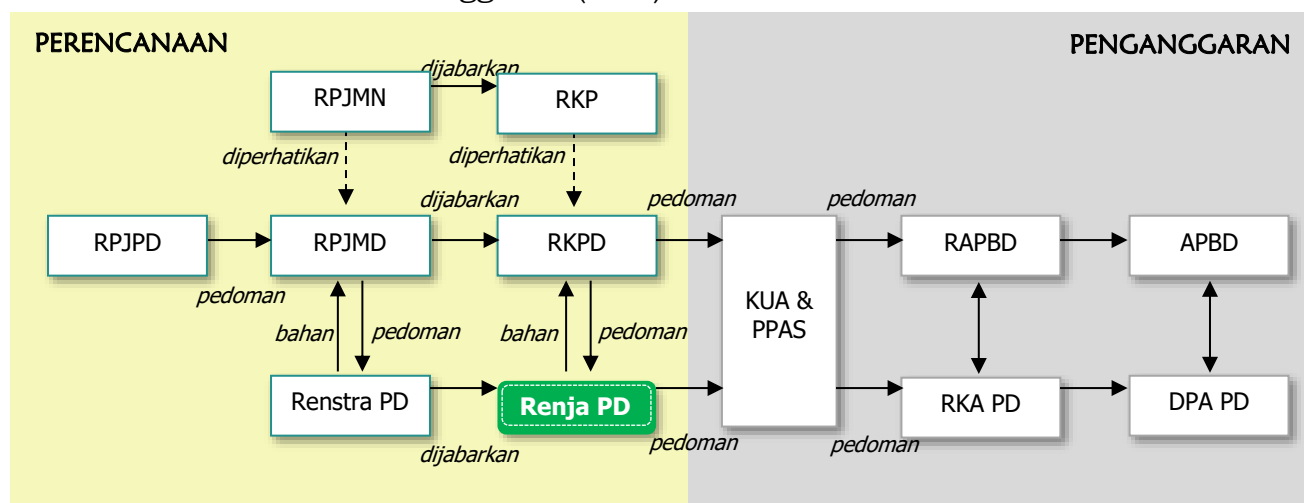 PERENCANAAN
PENGANGGARAN
dijabarkan
RPJMN
RKP
diperhatikan
diperhatikan
dijabarkan
pedoman
pedoman
RPJPD
RPJMD
RKPD
RAPBD
APBD
pedoman
KUA &
PPAS
bahan
pedoman
bahan
pedoman
Renstra PD
Renja PD
RKA PD
DPA PD
dijabarkan
pedoman
pedoman